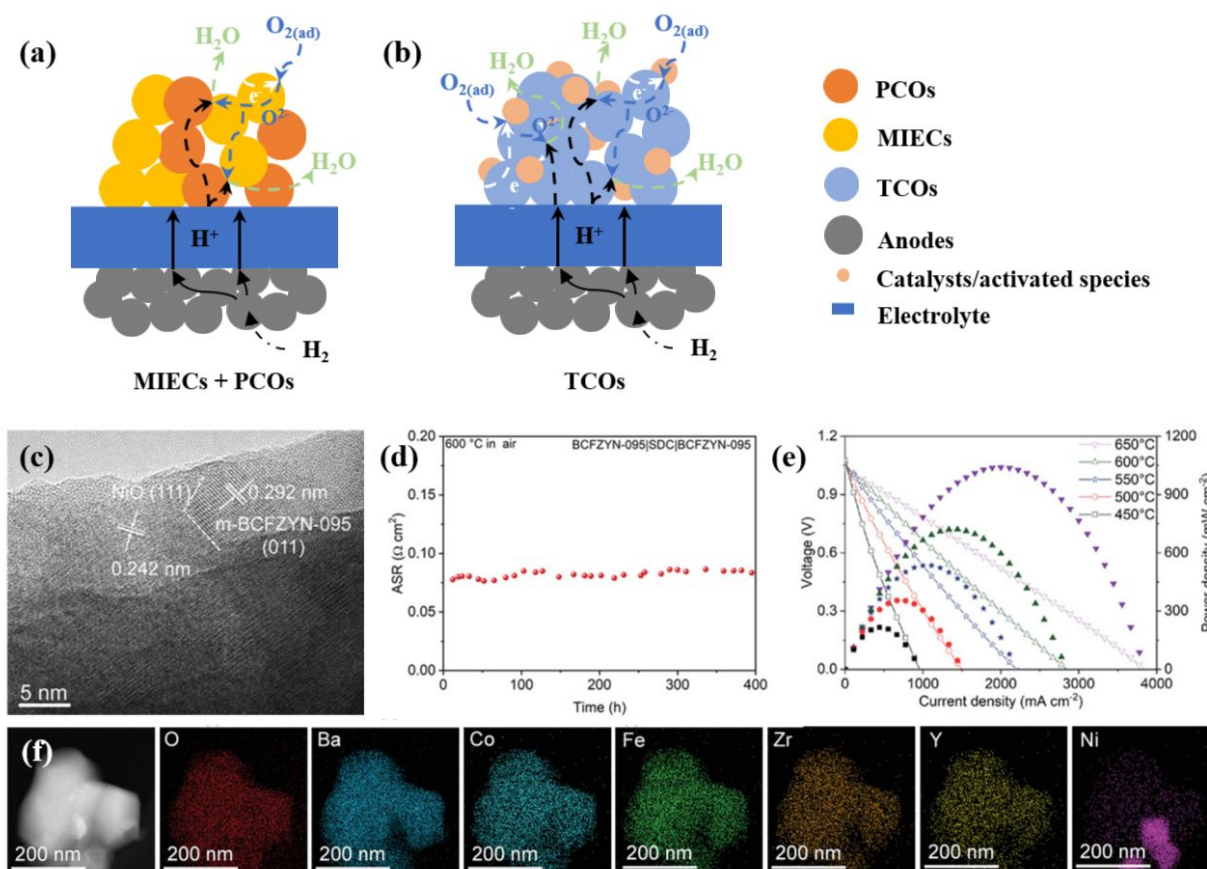 (a)
H2O
O2(ad)
e-
O2-
H2O
H+
H2
MIECs + PCOs
(b)
H2O
H2O
O2(ad)
O2(ad)
e-
O2-
O2-
e
H2O
H+
H2
TCOs
PCOs
MIECs
TCOs
Anodes
Catalysts/activated species
Electrolyte
(c)
NiO (111)
0.292 nm
m-BCFZYN-095
(011)
0.242 nm
5 nm
(d)
600 °C in air
BCFZYN-095|SDC|BCFZYN-095
ASR (Ω cm2)
0.20
0.15
0.10
0.05
0.00
0 100 200 300 400
Time (h)
(e)
650°C
600°C
550°C
500°C
450°C
Voltage (V)
1.2
0.9
0.6
0.3
0.0
Power density (mW cm-2)
1200
900
600
300
0
0 1000 2000 3000 4000
Current density (mA cm-2)
(f)
200 nm
O
200 nm
Ba
200 nm
Co
200 nm
Fe
200 nm
Zr
200 nm
Y
200 nm
Ni
200 nm